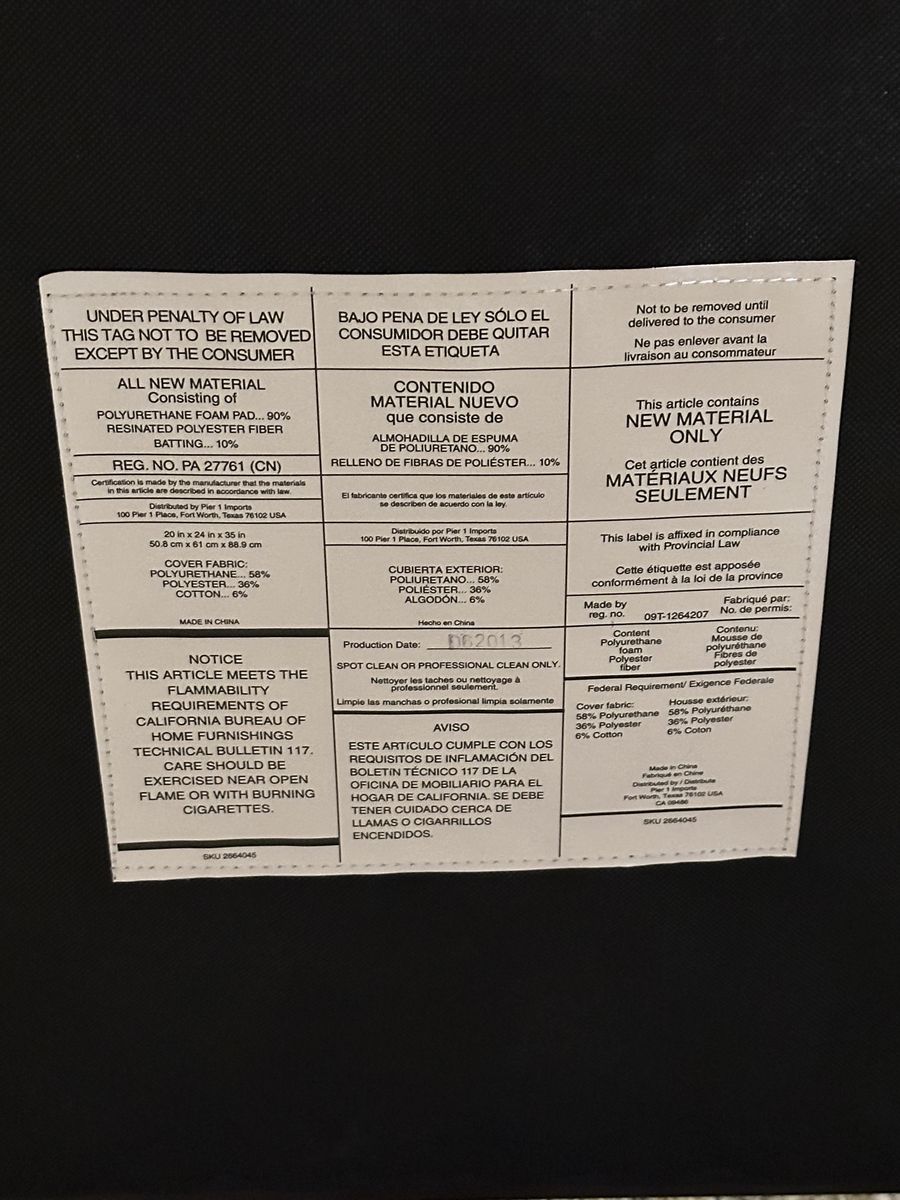 UNDER PENALTY OF LAW
THIS TAG NOT TO BE REMOVED
EXCEPT BY THE CONSUMER
ALL NEW MATERIAL
Consisting of
POLYURETHANE FOAM PAD... 90%
RESINATED POLYESTER FIBER
BATTING... 10%
REG. NO. PA 27761 (CN)
Certification is made by the manufacturer that the materials
in this article are described in accordance with law.
Distributed by Pier 1 Imports
100 Pier 1 Place, Fort Worth, Texas 76102 USA
20 in x 24 in x 35 in
50.8 cm x 61 cm x 88.9 cm
COVER FABRIC:
POLYURETHANE... 58%
POLYESTER... 36%
COTTON... 6%
MADE IN CHINA
NOTICE
THIS ARTICLE MEETS THE
FLAMMABILITY
REQUIREMENTS OF
CALIFORNIA BUREAU OF
HOME FURNISHINGS
TECHNICAL BULLETIN 117.
CARE SHOULD BE
EXERCISED NEAR OPEN
FLAME OR WITH BURNING
CIGARETTES.
SKU 2664045
BAJO PENA DE LEY SÓLO EL
CONSUMIDOR DEBE QUITAR
ESTA ETIQUETA
CONTENIDO
MATERIAL NUEVO
que consiste de
ALMOHADILLA DE ESPUMA
DE POLIURETANO... 90%
RELLENO DE FIBRAS DE POLIÉSTER... 10%
El fabricante certifica que los materiales de este artículo
se describen de acuerdo con la ley.
Distribuido por Pier 1 Imports
100 Pier 1 Place, Fort Worth, Texas 76102 USA
CUBIERTA EXTERIOR:
POLIURETANO... 58%
POLIÉSTER... 36%
ALGODÓN... 6%
Hecho en China
Production Date: 062013
SPOT CLEAN OR PROFESSIONAL CLEAN ONLY.
Nettoyer les taches ou nettoyage à
professionnel seulement.
Limpie las manchas o profesional limpia solamente
AVISO
ESTE ARTÍCULO CUMPLE CON LOS
REQUISITOS DE INFLAMACIÓN DEL
BOLETIN TÉCNICO 117 DE LA
OFICINA DE MOBILIARIO PARA EL
HOGAR DE CALIFORNIA. SE DEBE
TENER CUIDADO CERCA DE
LLAMAS O CIGARRILLOS
ENCENDIDOS.
Not to be removed until
delivered to the consumer
Ne pas enlever avant la
livraison au consommateur
This article contains
NEW MATERIAL
ONLY
Cet article contient des
MATÉRIAUX NEUFS
SEULEMENT
This label is affixed in compliance
with Provincial Law
Cette étiquette est apposée
conformément à la loi de la province
Made by
reg. no. 09T-1264207
Fabriqué par:
No. de permis:
Content
Polyurethane
foam
Polyester
fiber
Contenu:
Mousse de
polyuréthane
Fibres de
polyester
Federal Requirement/ Exigence Federale
Cover fabric:
58% Polyurethane
36% Polyester
6% Cotton
Housse extérieur:
58% Polyuréthane
36% Polyester
6% Coton
Made in China
Fabriqué en Chine
Distributed by / Distribute
Pier 1 Imports
Fort Worth, Texas 76102 USA
CA 09486
SKU 2664045